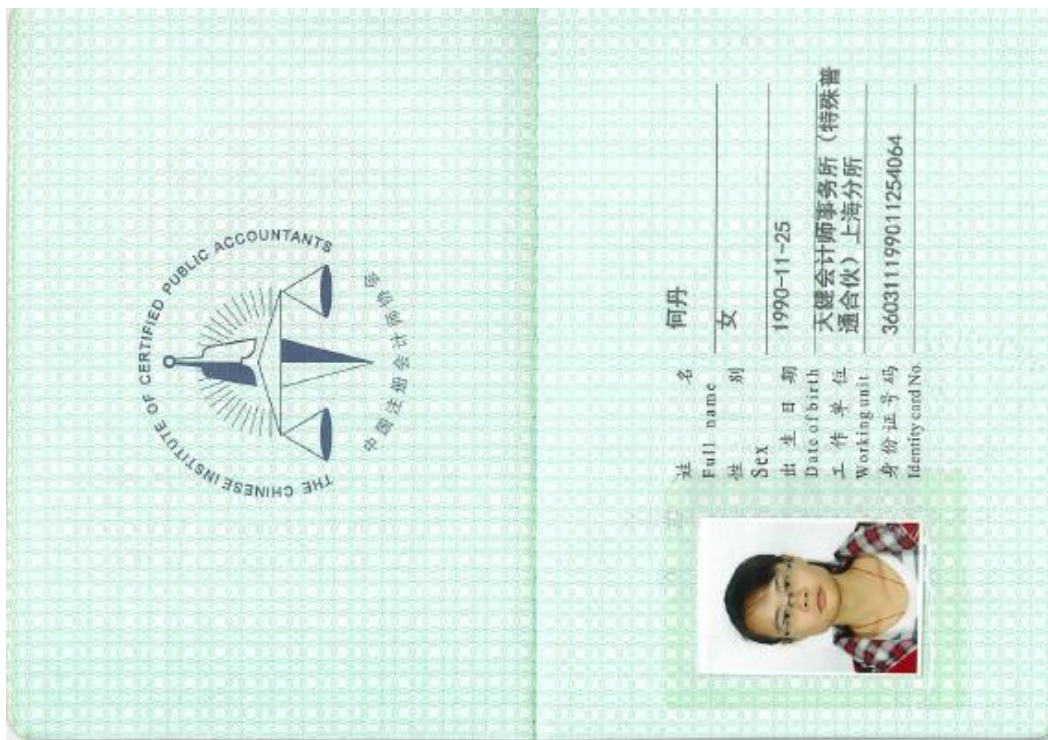 THE CHINESE INSTITUTE OF CERTIFIED PUBLIC ACCOUNTANTS
中国注册会计师协会
姓 名 何丹
Full name
性 别 女
Sex
出 生 日 期 1990-11-25
Date of birth
工 作 单 位 天健会计师事务所（特殊普
通合伙）上海分所
Working unit
身 份 证 号 码 360311199011254064
Identity card No.